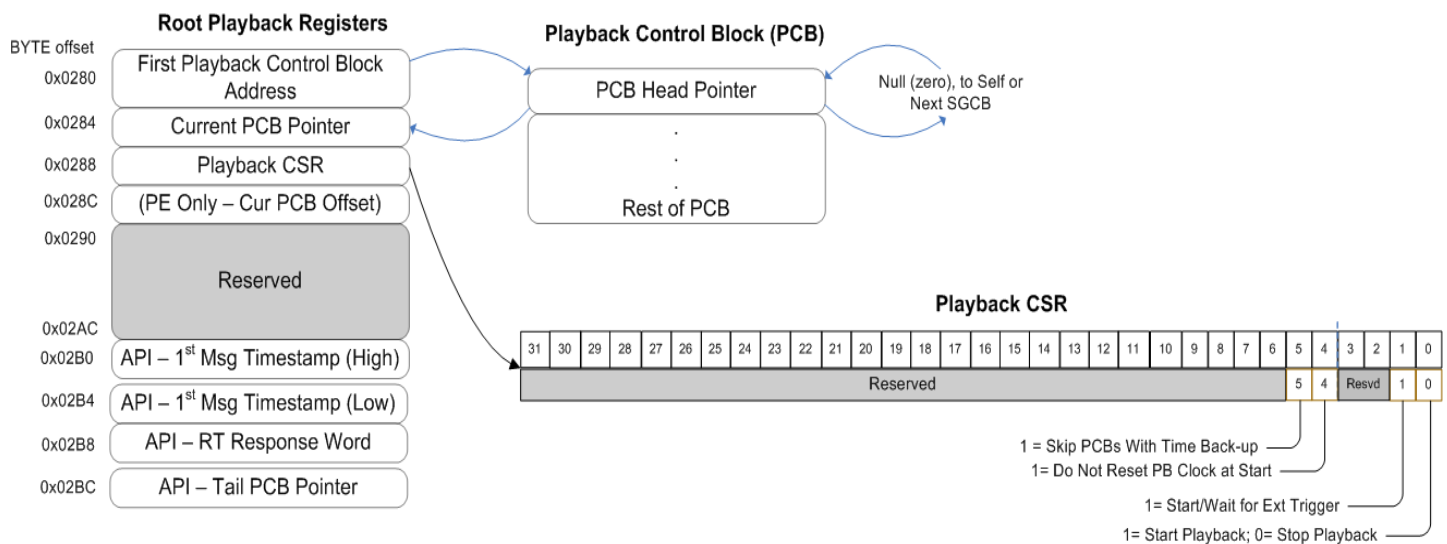 Root Playback Registers
BYTE offset
0x0280
First Playback Control Block
Address
0x0284
Current PCB Pointer
0x0288
Playback CSR
0x028C
(PE Only – Cur PCB Offset)
0x0290
Reserved
0x02AC
0x02B0
API – 1st Msg Timestamp (High)
0x02B4
API – 1st Msg Timestamp (Low)
0x02B8
API – RT Response Word
0x02BC
API – Tail PCB Pointer
Playback Control Block (PCB)
PCB Head Pointer
.
.
.
Rest of PCB
Null (zero), to Self or
Next SGCB
Playback CSR
31 30 29 28 27 26 25 24 23 22 21 20 19 18 17 16 15 14 13 12 11 10 9 8 7 6 5 4 3 2 1 0
Reserved 5 4 Resvd 1 0
1 = Skip PCBs With Time Back-up
1= Do Not Reset PB Clock at Start
1= Start/Wait for Ext Trigger
1= Start Playback; 0= Stop Playback